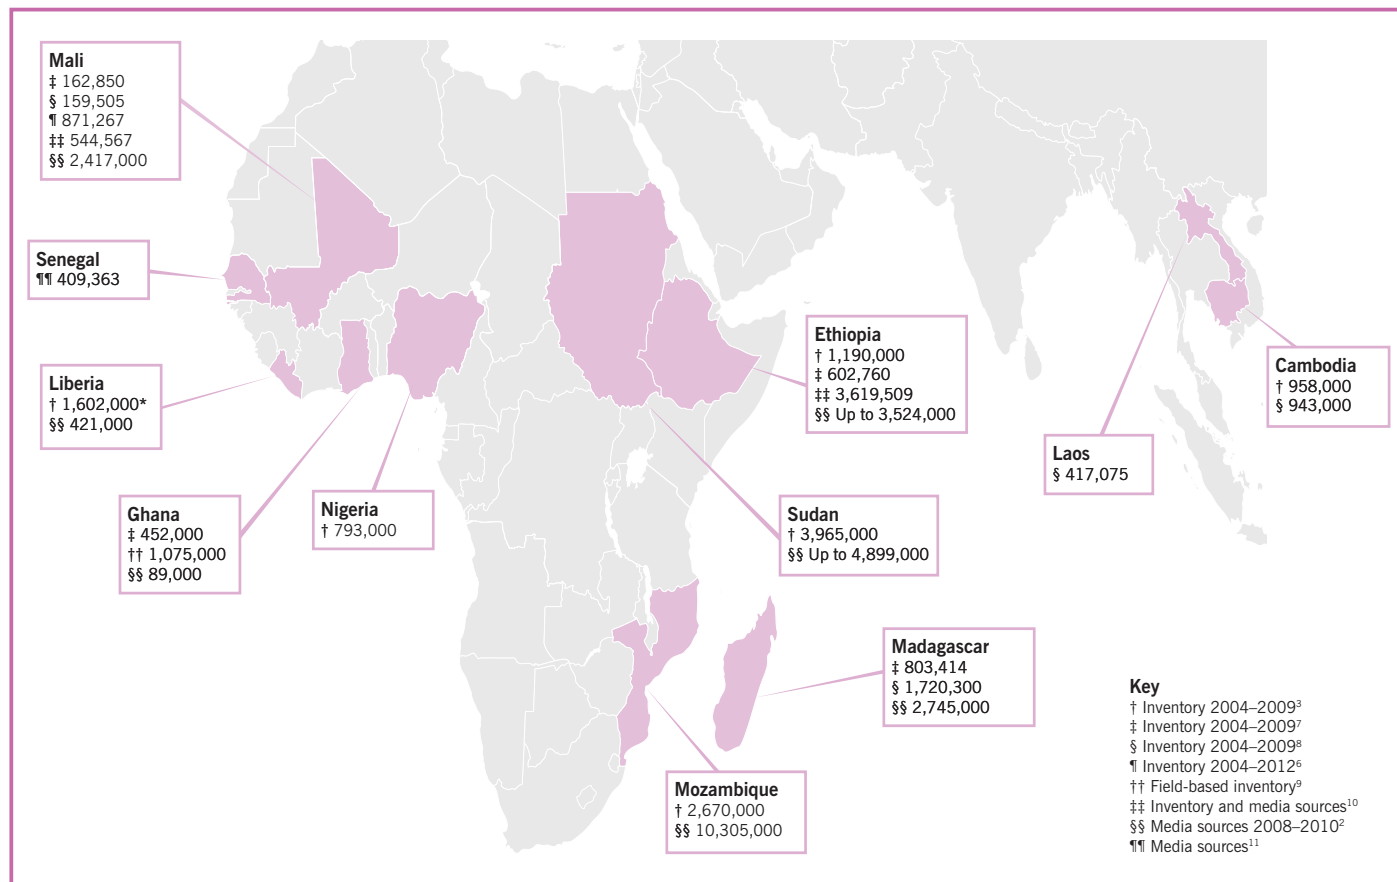 Mali
‡ 162,850
§ 159,505
¶ 871,267
‡‡ 544,567
§§ 2,417,000
Senegal
¶¶ 409,363
Liberia
† 1,602,000*
§§ 421,000
Ghana
‡ 452,000
†† 1,075,000
§§ 89,000
Nigeria
† 793,000
Ethiopia
† 1,190,000
‡ 602,760
‡‡ 3,619,509
§§ Up to 3,524,000
Sudan
† 3,965,000
§§ Up to 4,899,000
Laos
§ 417,075
Cambodia
† 958,000
§ 943,000
Madagascar
‡ 803,414
§ 1,720,300
§§ 2,745,000
Mozambique
† 2,670,000
§§ 10,305,000
Key
† Inventory 2004–2009³
‡ Inventory 2004–2009⁷
§ Inventory 2004–2009⁸
¶ Inventory 2004–2012⁶
†† Field-based inventory⁹
‡‡ Inventory and media sources¹⁰
§§ Media sources 2008–2010²
¶¶ Media sources¹¹